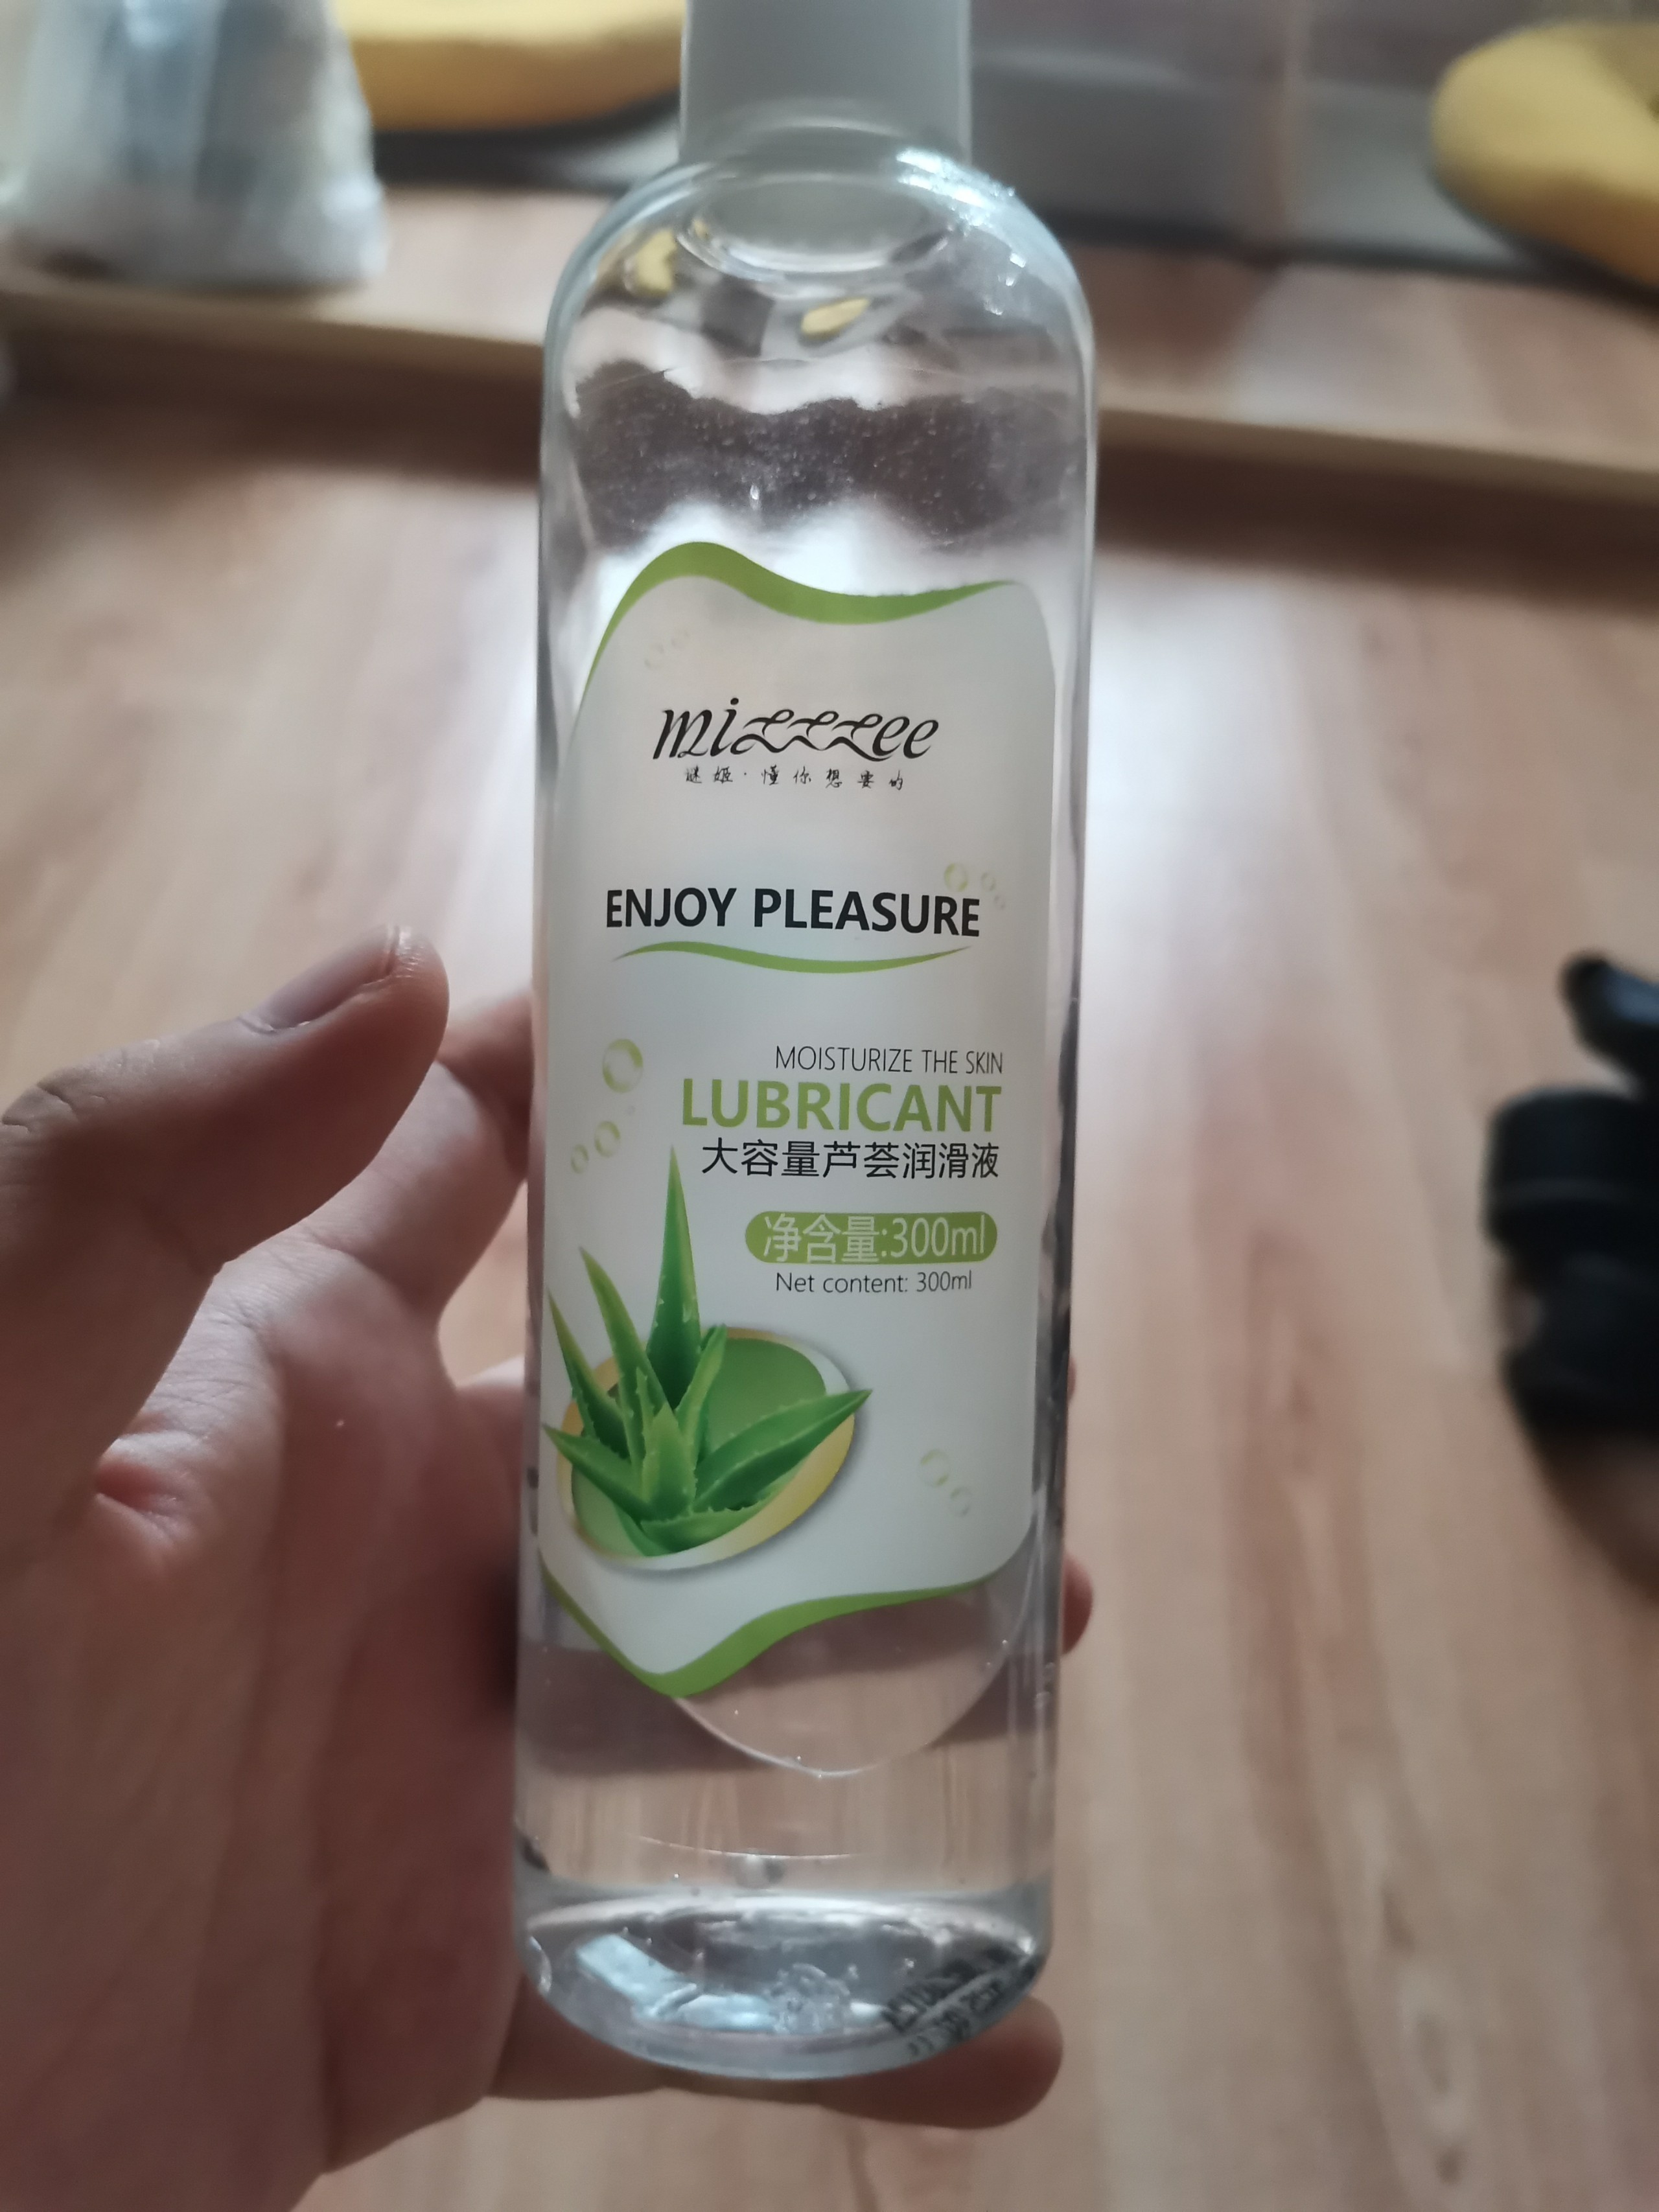 mizzzee
谜姬·懂你想要的
ENJOY PLEASURE
MOISTURIZE THE SKIN
LUBRICANT
大容量芦荟润滑液
净含量:300ml
Net content: 300ml